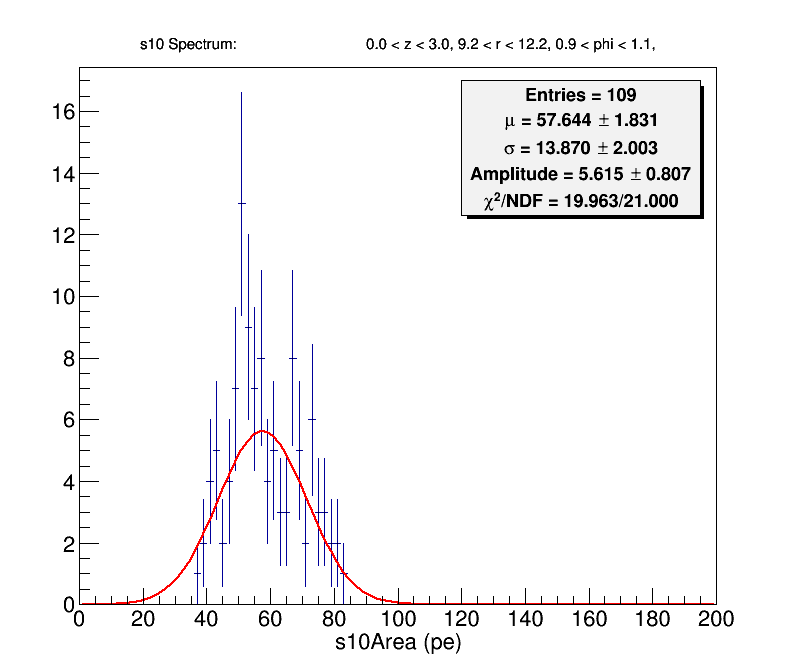 s10 Spectrum: 0.0 < z < 3.0, 9.2 < r < 12.2, 0.9 < phi < 1.1,
Entries = 109
μ = 57.644 ± 1.831
σ = 13.870 ± 2.003
Amplitude = 5.615 ± 0.807
χ²/NDF = 19.963/21.000
16
14
12
10
8
6
4
2
0
0 20 40 60 80 100 120 140 160 180 200
s10Area (pe)